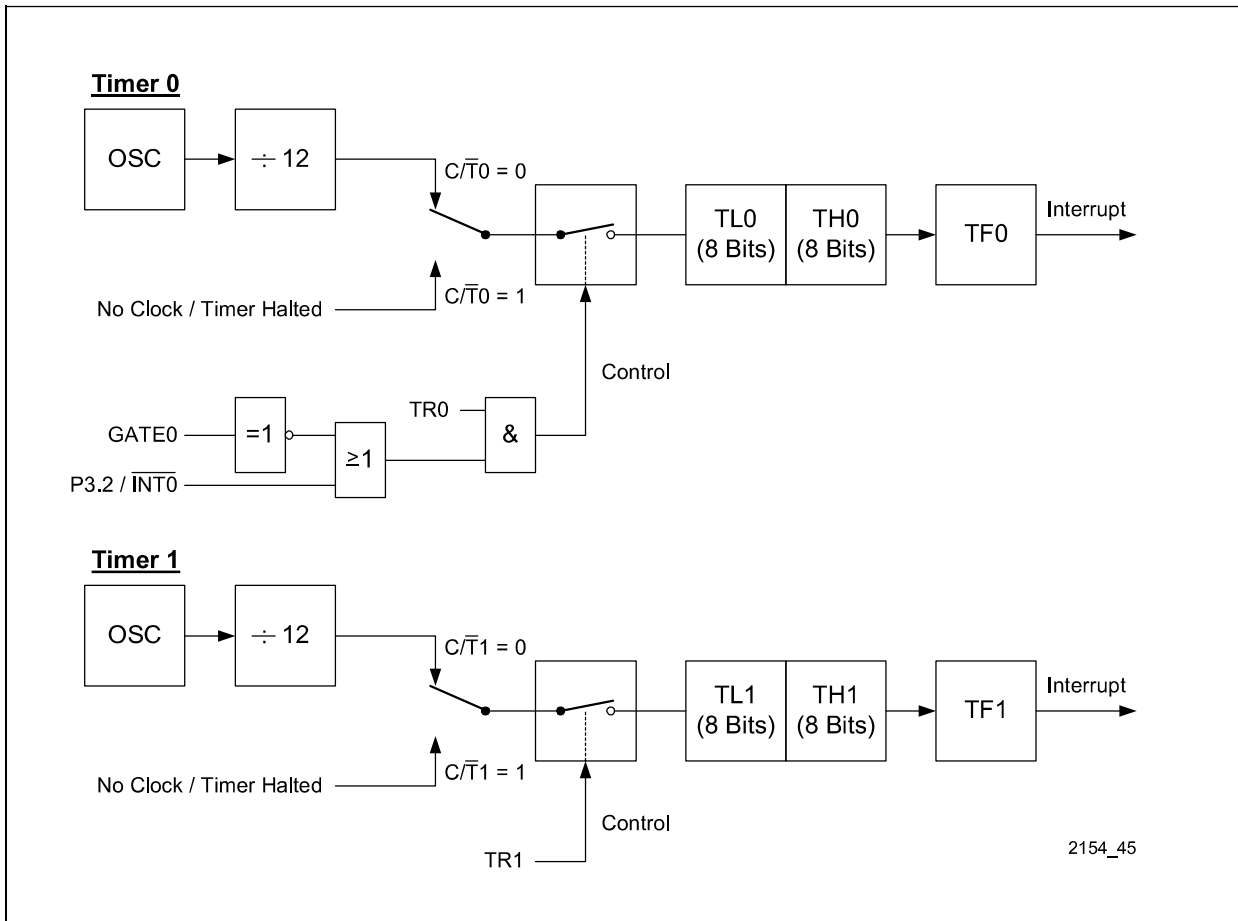 Timer 0
OSC
÷ 12
C/T̅0 = 0
No Clock / Timer Halted
C/T̅0 = 1
TL0
(8 Bits)
TH0
(8 Bits)
TF0
Interrupt
Control
TR0
GATE0
=1
≥1
&
P3.2 / I̅N̅T̅0̅
Timer 1
OSC
÷ 12
C/T̅1 = 0
No Clock / Timer Halted
C/T̅1 = 1
TL1
(8 Bits)
TH1
(8 Bits)
TF1
Interrupt
Control
TR1
2154_45